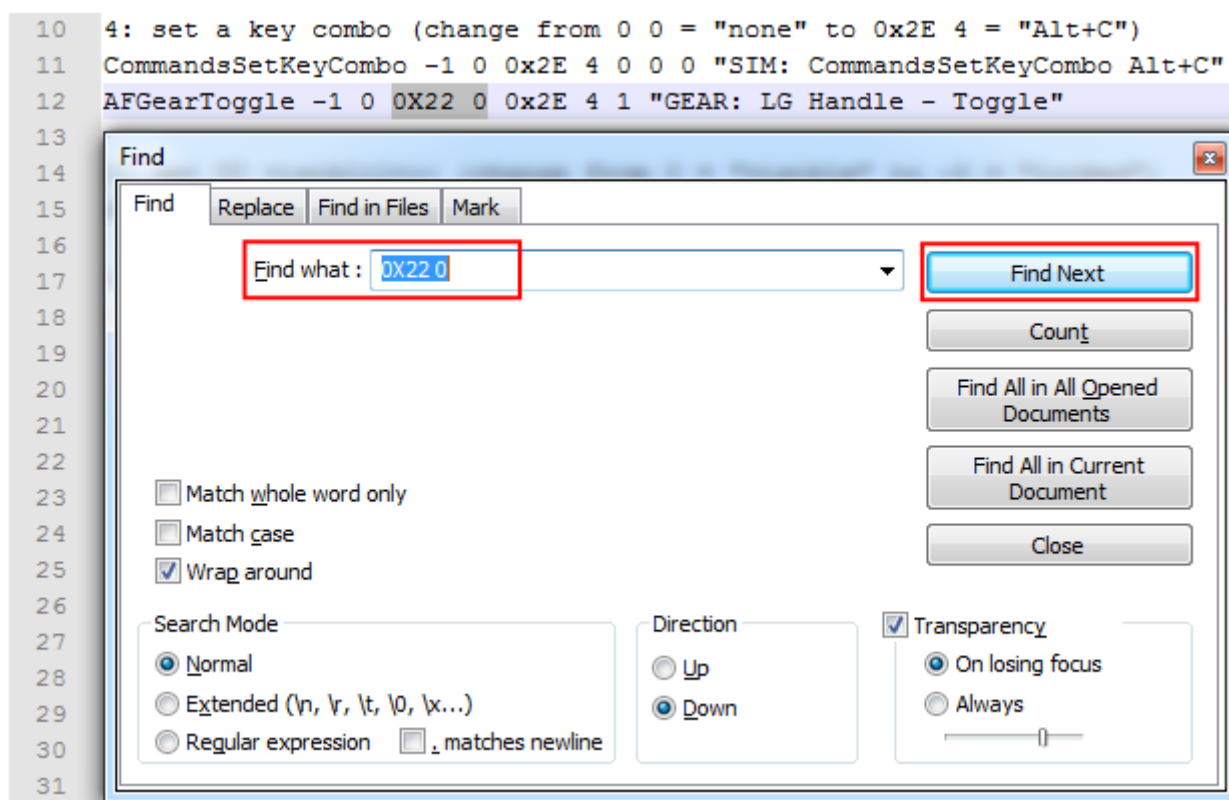 10 4: set a key combo (change from 0 0 = "none" to 0x2E 4 = "Alt+C")
11 CommandsSetKeyCombo -1 0 0x2E 4 0 0 0 "SIM: CommandsSetKeyCombo Alt+C"
12 AFGearToggle -1 0 0X22 0 0x2E 4 1 "GEAR: LG Handle - Toggle"
13
14
15
16
17
18
19
20
21
22
23
24
25
26
27
28
29
30
31
Find
Find Replace Find in Files Mark
Find what : 0X22 0
Find Next
Count
Find All in All Opened
Documents
Find All in Current
Document
Close
Match whole word only
Match case
Wrap around
Search Mode
Normal
Extended (\n, \r, \t, \0, \x...)
Regular expression . matches newline
Direction
Up
Down
Transparency
On losing focus
Always